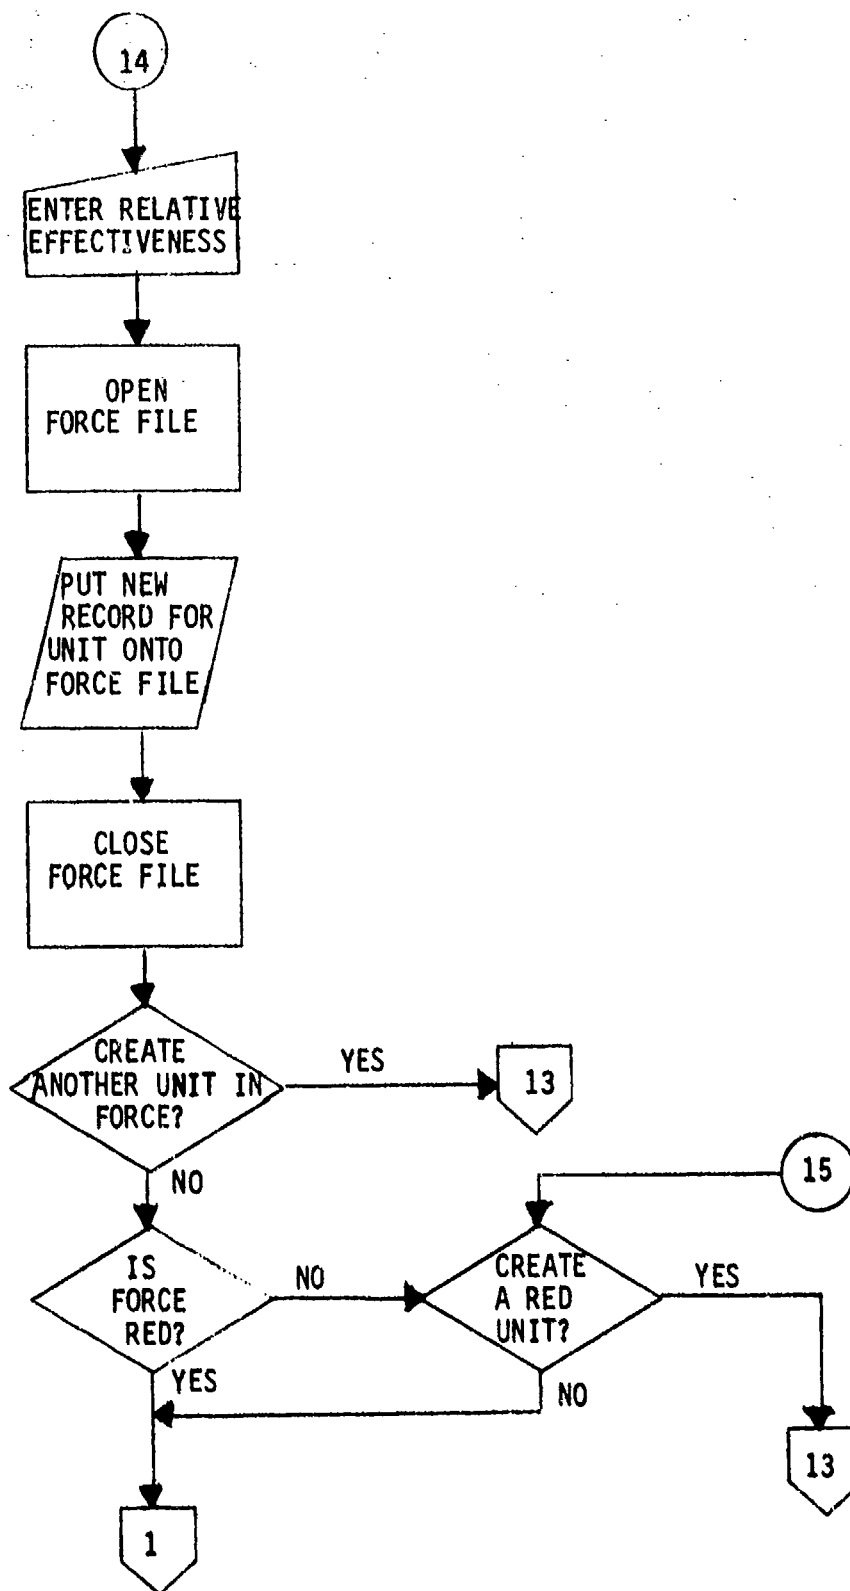 14
ENTER RELATIVE
EFFECTIVENESS
OPEN
FORCE FILE
PUT NEW
RECORD FOR
UNIT ONTO
FORCE FILE
CLOSE
FORCE FILE
CREATE
ANOTHER UNIT IN
FORCE?
YES
13
NO
15
IS
FORCE
RED?
NO
CREATE
A RED
UNIT?
YES
YES
NO
13
1